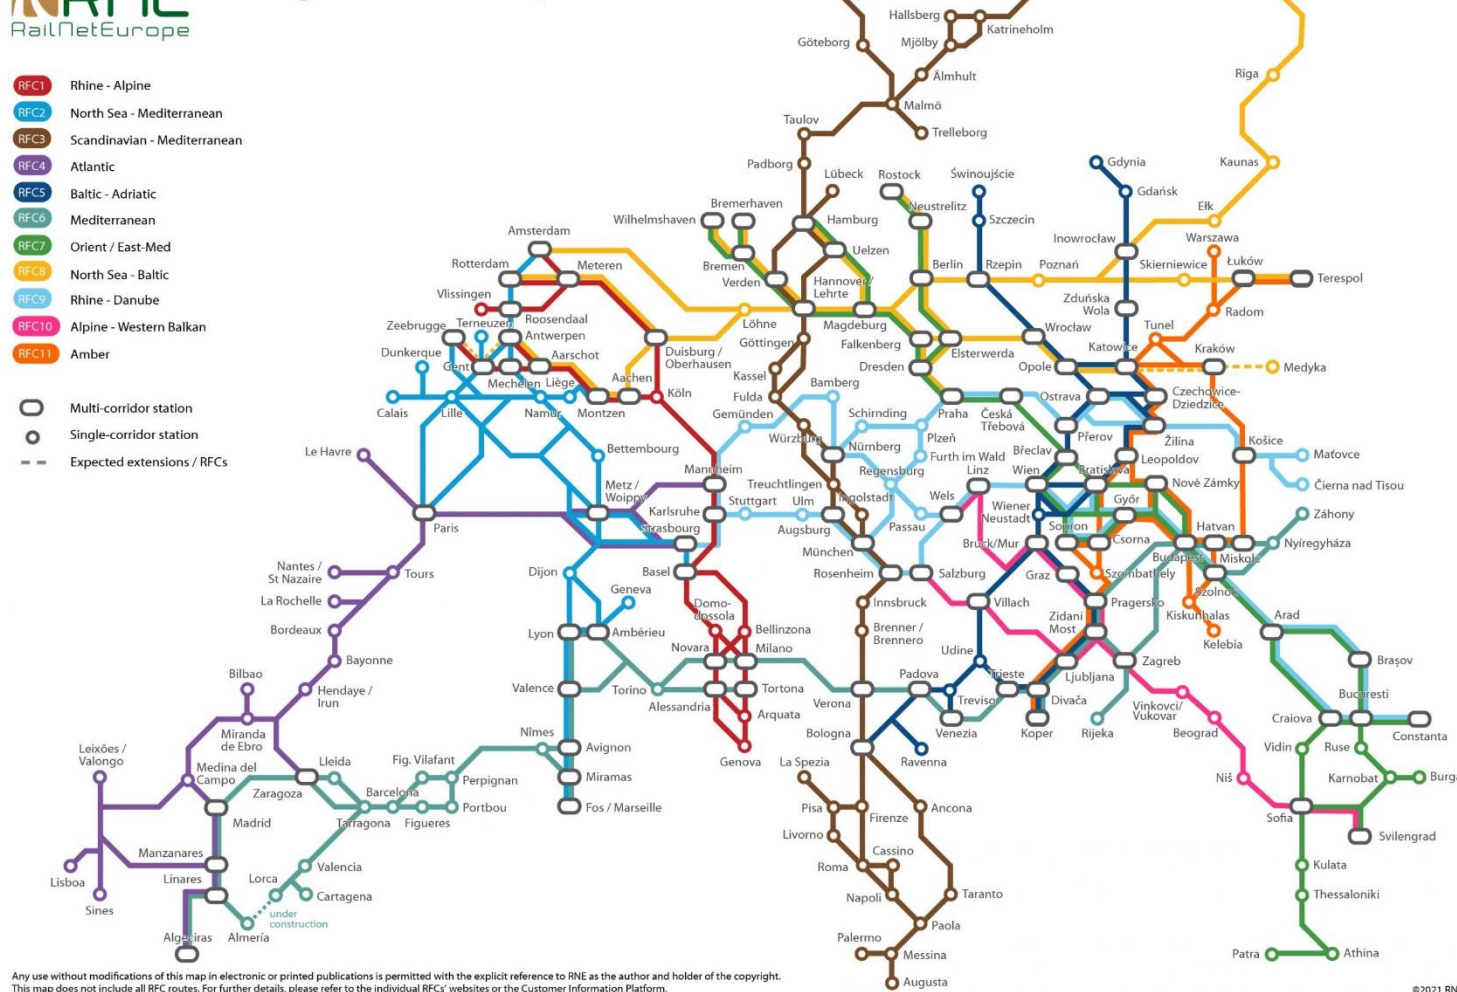 RailNetEurope
RFC1 Rhine - Alpine
RFC2 North Sea - Mediterranean
RFC3 Scandinavian - Mediterranean
RFC4 Atlantic
RFC5 Baltic - Adriatic
RFC6 Mediterranean
RFC7 Orient / East-Med
RFC8 North Sea - Baltic
RFC9 Rhine - Danube
RFC10 Alpine - Western Balkan
RFC11 Amber
Multi-corridor station
Single-corridor station
Expected extensions / RFCs
Hallsberg
Katrineholm
Göteborg
Mjölby
Älmhult
Riga
Malmö
Taulov
Trelleborg
Padborg
Gdynia
Kaunas
Lübeck
Rostock
Świnoujście
Gdańsk
Bremerhaven
Neustrelitz
Ełk
Wilhelmshaven
Hamburg
Szczecin
Amsterdam
Uelzen
Inowrocław
Warszawa
Rotterdam
Meteren
Bremen
Verden
Hannover /
Lehrte
Berlin
Rzepin
Poznań
Skierniewice
Łuków
Terespol
Vlissingen
Roosendaal
Zduńska
Wola
Radom
Zeebrugge
Terneuzen
Antwerpen
Löhne
Magdeburg
Wrocław
Tunel
Dunkerque
Aarschot
Duisburg /
Oberhausen
Göttingen
Falkenberg
Elsterwerda
Katowice
Kraków
Gent
Mechelen
Liège
Aachen
Kassel
Dresden
Opole
Medyka
Calais
Lille
Namur
Montzen
Köln
Fulda
Bamberg
Praha
Česká
Třebová
Ostrava
Czechowice-
Dziedzice
Gemünden
Schirnding
Le Havre
Bettembourg
Würzburg
Nürnberg
Plzeň
Přerov
Žilina
Košice
Břeclav
Furth im Wald
Leopoldov
Maťovce
Mannheim
Treuchtlingen
Regensburg
Linz
Wien
Bratislava
Nové Zámky
Čierna nad Tisou
Metz /
Woippy
Karlsruhe
Stuttgart
Ulm
Ingolstadt
Wels
Wiener
Neustadt
Győr
Paris
Strasbourg
Augsburg
Passau
Sopron
Csorna
Hatvan
Záhony
München
Bruck/Mur
Budapest
Miskolc
Nyíregyháza
Nantes /
St Nazaire
Tours
Dijon
Basel
Rosenheim
Salzburg
Graz
Szombathely
Szolnok
Geneva
La Rochelle
Domo-
dossola
Innsbruck
Villach
Pragersko
Kiskunhalas
Arad
Bordeaux
Lyon
Ambérieu
Bellinzona
Brenner /
Brennero
Zidani
Most
Kelebia
Bayonne
Novara
Milano
Udine
Zagreb
Brașov
Bilbao
Hendaye /
Irun
Valence
Torino
Tortona
Verona
Padova
Trieste
Ljubljana
Alessandria
Treviso
Divača
Vinkovci/
Vukovar
București
Arquata
Miranda
de Ebro
Bologna
Venezia
Koper
Rijeka
Beograd
Craiova
Constanta
Leixões /
Valongo
Nîmes
Avignon
Genova
Ravenna
Vidin
Ruse
Medina del
Campo
Lleida
Fig. Vilafant
La Spezia
Zaragoza
Barcelona
Perpignan
Miramas
Niš
Karnobat
Burga
Madrid
Tarragona
Figueres
Portbou
Fos / Marseille
Pisa
Firenze
Ancona
Sofia
Livorno
Svilengrad
Manzanares
Cassino
Lisboa
Linares
Lorca
Valencia
Roma
Kulata
Cartagena
Napoli
Taranto
Thessaloniki
Sines
under
construction
Paola
Algeciras
Almería
Palermo
Messina
Patra
Athina
Augusta
Any use without modifications of this map in electronic or printed publications is permitted with the explicit reference to RNE as the author and holder of the copyright.
This map does not include all RFC routes. For further details, please refer to the individual RFCs' websites or the Customer Information Platform.
©2021 RN